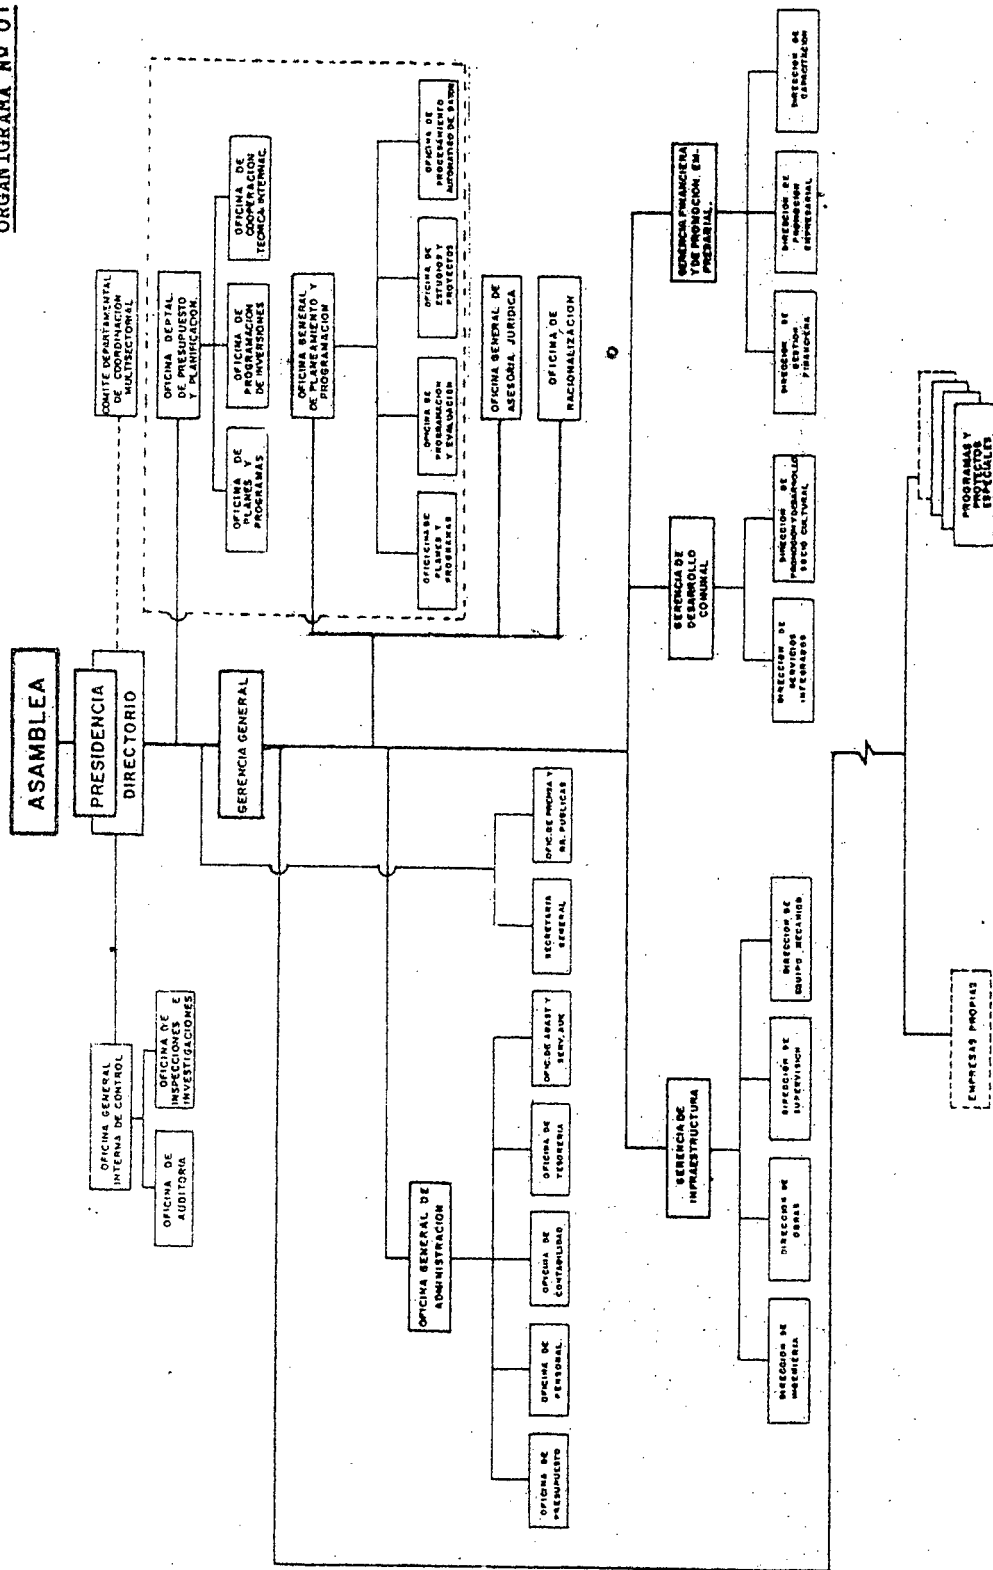 ORGANIGRAMA Nº 01
ASAMBLEA
PRESIDENCIA
DIRECTORIO
COMITE DEPARTAMENTAL
DE COORDINACION
MULTISECTORIAL
OFICINA GENERAL
INTERNA DE CONTROL
OFICINA DE
AUDITORIA
OFICINA DE
INSPECCIONES E
INVESTIGACIONES
OFICINA DEPTAL.
DE PRESUPUESTO
Y PLANIFICACION.
OFICINA DE
PLANES Y
PROGRAMAS
OFICINA DE
PROGRAMACION
DE INVERSIONES
OFICINA DE
COOPERACION
TECNICA INTERNAC.
GERENCIA GENERAL
OFICINA GENERAL
DE PLANEAMIENTO Y
PROGRAMACION
OFICICINA DE
PLANES Y
PROGRAMAS
OFICINA DE
PROGRAMACION
Y EVALUACION
OFICINA DE
ESTUDIOS Y
PROYECTOS
OFICINA DE
PROCESAMIENTO
AUTOMATICO DE DATOS
OFICINA GENERAL DE
ASESORIA JURIDICA
OFICINA DE
RACIONALIZACION
OFICINA GENERAL DE
ADMINISTRACION
OFICINA DE
PRESUPUESTO
OFICINA DE
PERSONAL
OFICINA DE
CONTABILIDAD
OFICINA DE
TESORERIA
OFIC. DE ABAST Y
SERV. AUX
SECRETARIA
GENERAL
OFIC. DE PRENSA Y
RR. PUBLICAS
GERENCIA DE
INFRAESTRUCTURA
DIRECCION DE
INGENIERIA
DIRECCION DE
OBRAS
DIRECCION DE
SUPERVISION
DIRECCION DE
EQUIPO MECANICO
GERENCIA DE
DESARROLLO
COMUNAL
DIRECCION DE
SERVICIOS
INTEGRADOS
DIRECCION DE
PROMOCION Y DESARROLLO
SOCIO CULTURAL
GERENCIA FINANCIERA
Y DE PROMOCION EM-
PRESARIAL.
DIRECCION DE
GESTION
FINANCIERA
DIRECCION DE
PROMOCION
EMPRESARIAL
DIRECCION DE
CAPACITACION
EMPRESAS PROPIAS
PROGRAMAS Y
PROYECTOS
ESPECIALES